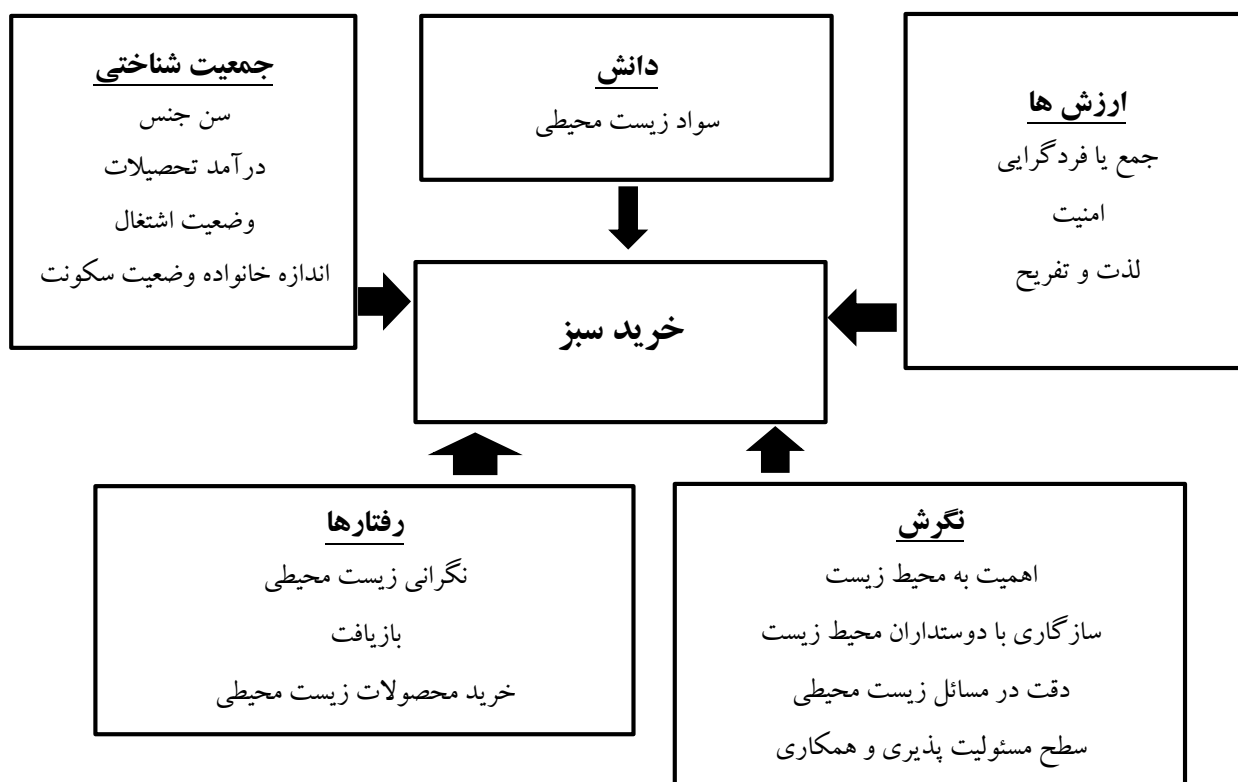 ارزش ها
جمع یا فردگرایی
امنیت
لذت و تفریح
دانش
سواد زیست محیطی
جمعیت شناختی
سن جنس
درآمد تحصیلات
وضعیت اشتغال
اندازه خانواده وضعیت سکونت
خرید سبز
نگرش
اهمیت به محیط زیست
سازگاری با دوستداران محیط زیست
دقت در مسائل زیست محیطی
سطح مسئولیت پذیری و همکاری
رفتارها
نگرانی زیست محیطی
بازیافت
خرید محصولات زیست محیطی